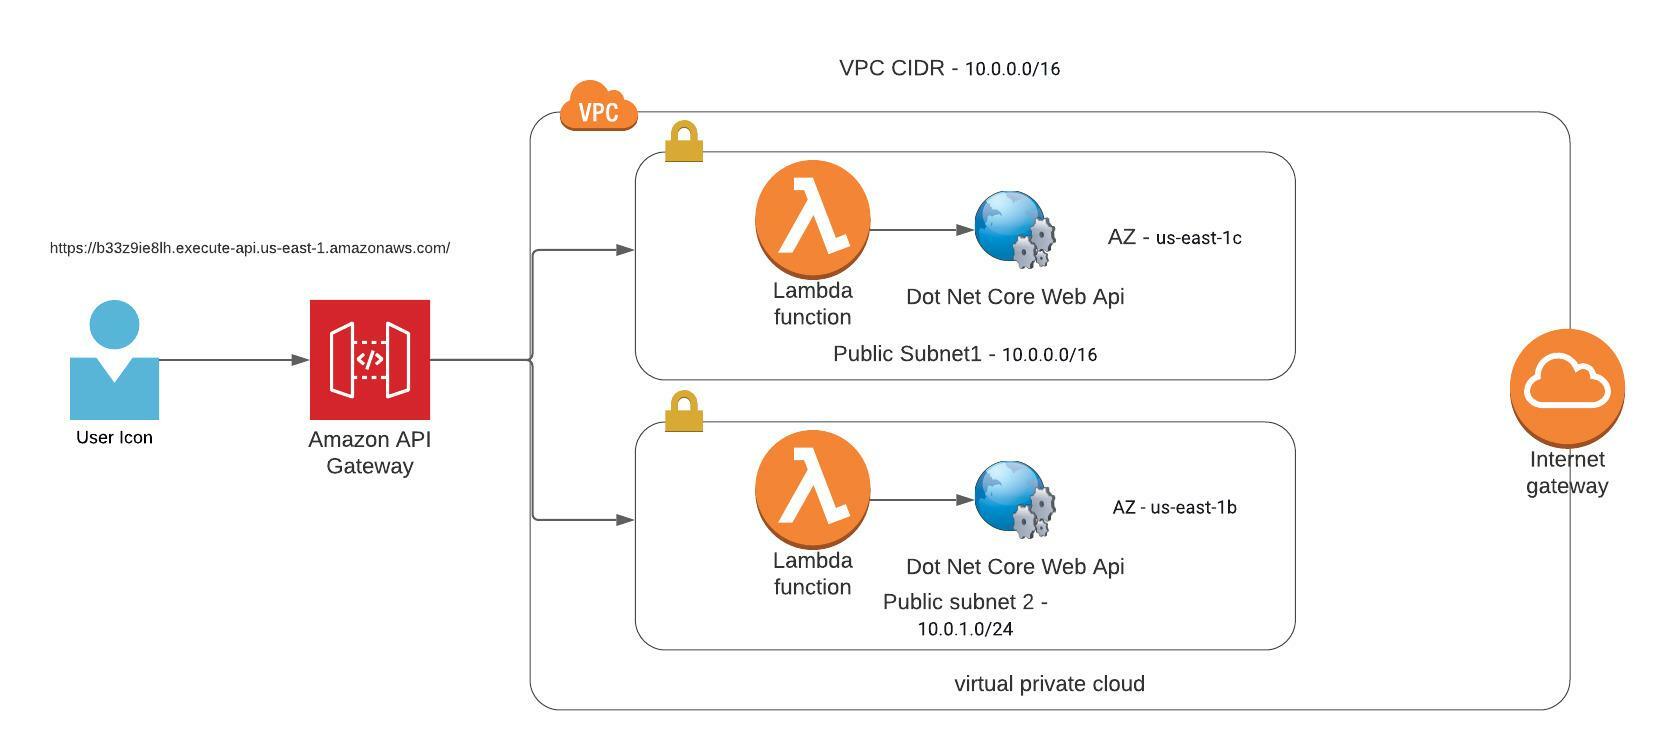 VPC CIDR - 10.0.0.0/16
VPC
https://b33z9ie8lh.execute-api.us-east-1.amazonaws.com/
User Icon
</>
Amazon API
Gateway
Lambda
function
Dot Net Core Web Api
AZ - us-east-1c
Public Subnet1 - 10.0.0.0/16
Lambda
function
Dot Net Core Web Api
AZ - us-east-1b
Public subnet 2 -
10.0.1.0/24
virtual private cloud
Internet
gateway